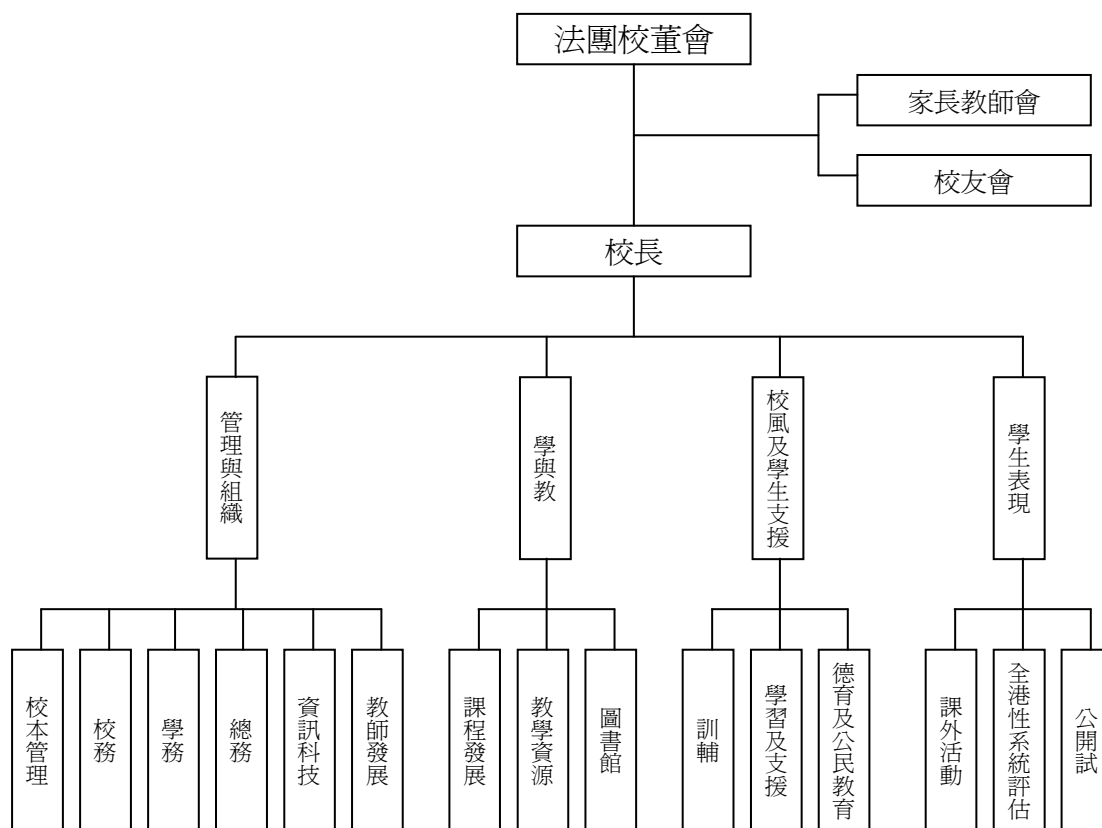 法團校董會
家長教師會
校友會
校長
管理與組織
學與教
校風及學生支援
學生表現
校本管理
校務
學務
總務
資訊科技
教師發展
課程發展
教學資源
圖書館
訓輔
學習及支援
德育及公民教育
課外活動
全港性系統評估
公開試